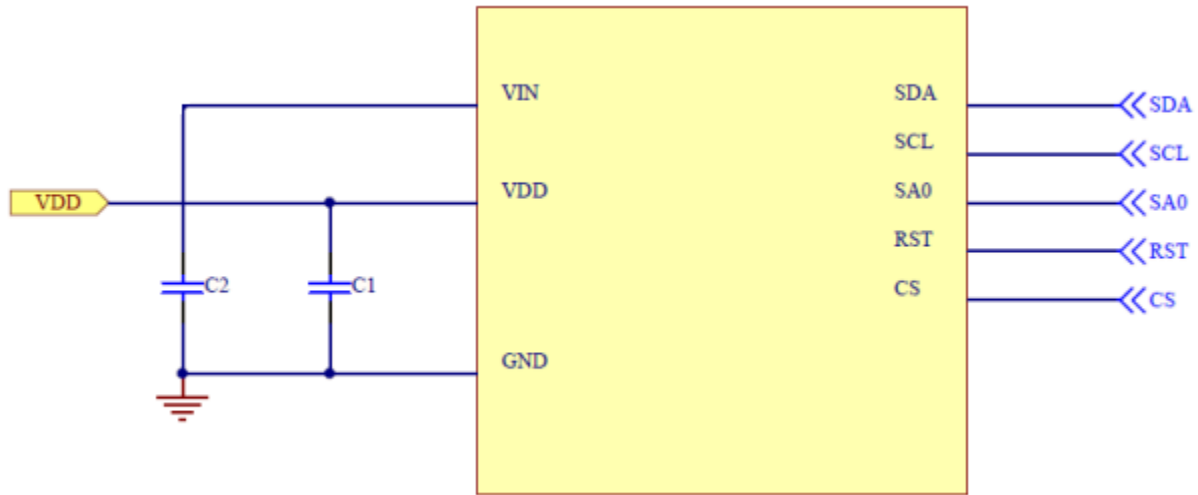 VIN
SDA
SDA
SCL
SCL
VDD
VDD
SA0
SA0
RST
RST
C2
C1
CS
CS
GND